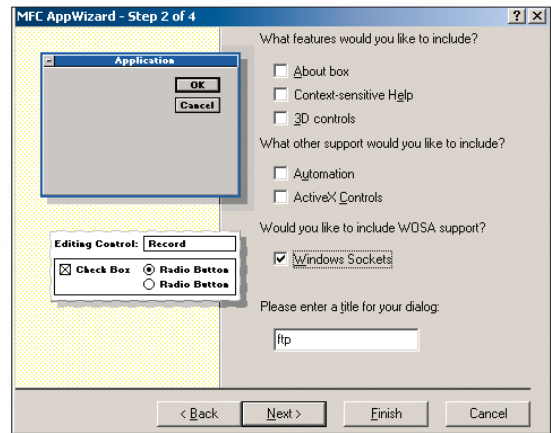 MFC AppWizard - Step 2 of 4
Application
OK
Cancel
Editing Control: Record
Check Box
Radio Button
Radio Button
What features would you like to include?
About box
Context-sensitive Help
3D controls
What other support would you like to include?
Automation
ActiveX Controls
Would you like to include WOSA support?
Windows Sockets
Please enter a title for your dialog:
ftp
< Back Next > Finish Cancel